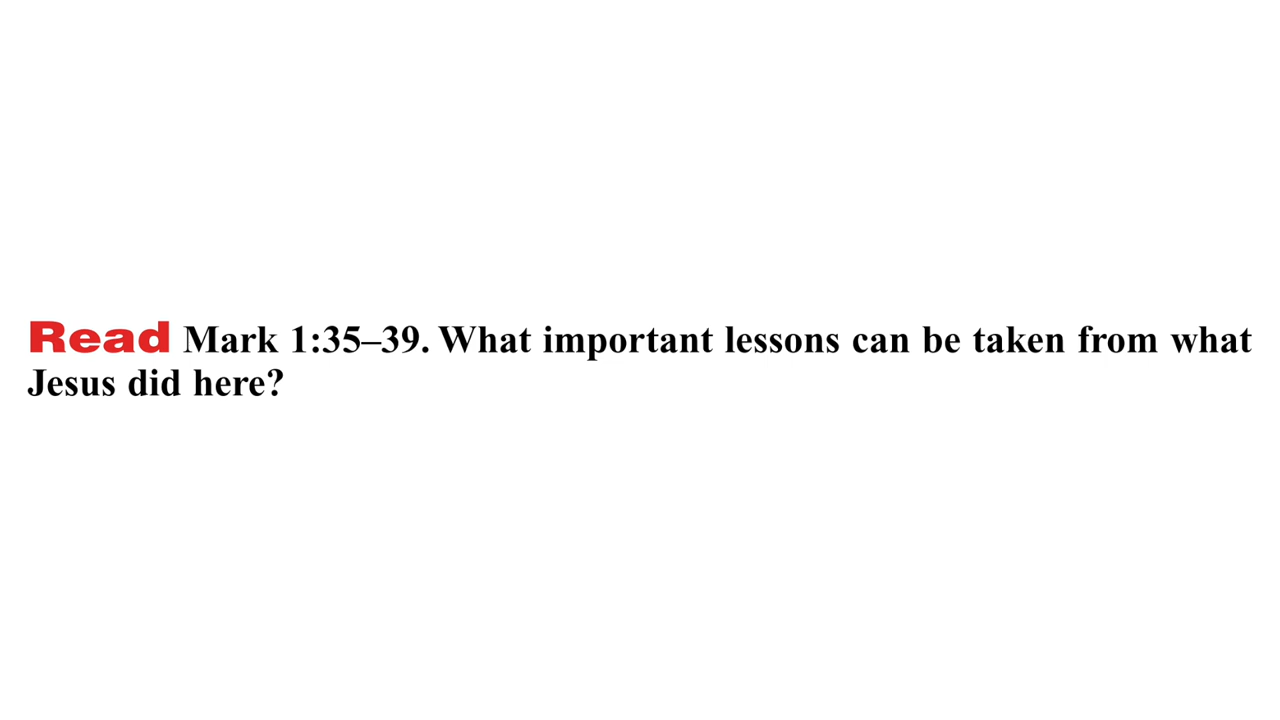 Read Mark 1:35–39. What important lessons can be taken from what
Jesus did here?